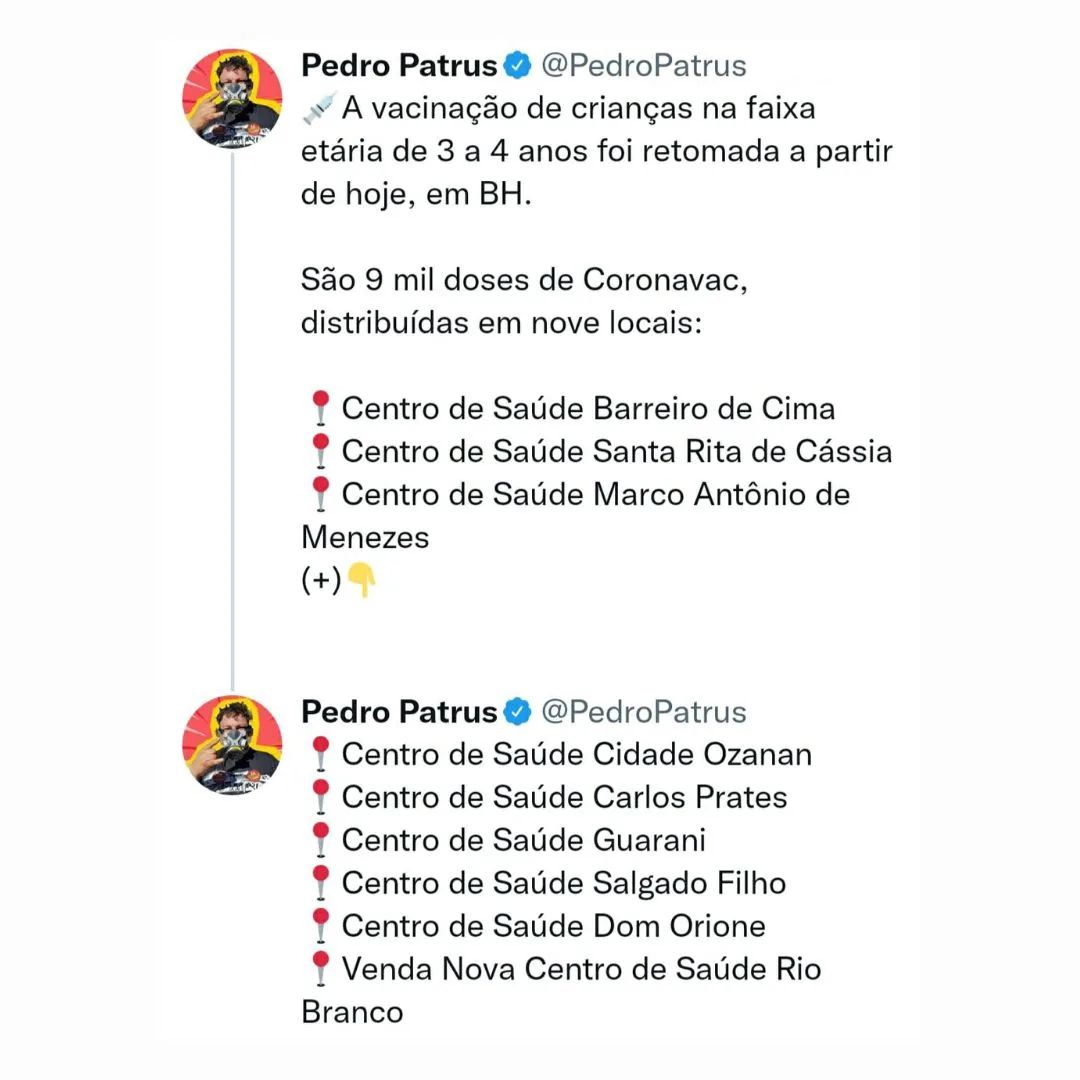 Pedro Patrus @PedroPatrus
💉A vacinação de crianças na faixa
etária de 3 a 4 anos foi retomada a partir
de hoje, em BH.
São 9 mil doses de Coronavac,
distribuídas em nove locais:
📍Centro de Saúde Barreiro de Cima
📍Centro de Saúde Santa Rita de Cássia
📍Centro de Saúde Marco Antônio de
Menezes
(+)👇
Pedro Patrus @PedroPatrus
📍Centro de Saúde Cidade Ozanan
📍Centro de Saúde Carlos Prates
📍Centro de Saúde Guarani
📍Centro de Saúde Salgado Filho
📍Centro de Saúde Dom Orione
📍Venda Nova Centro de Saúde Rio
Branco